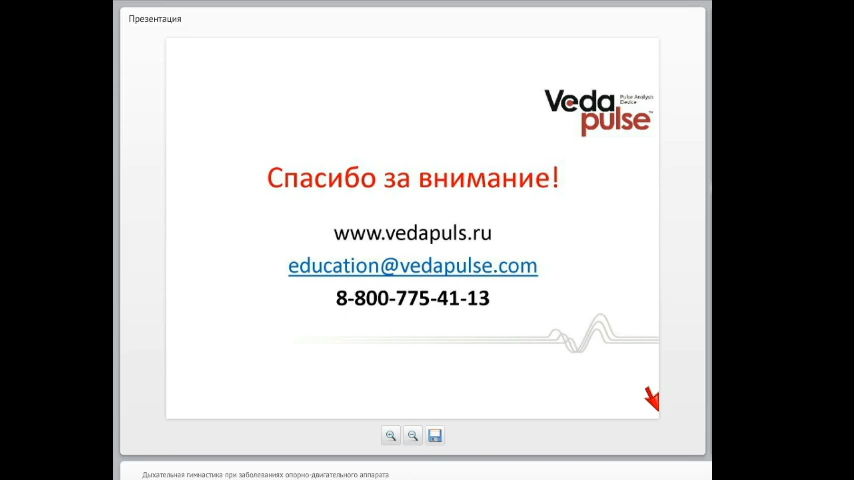 Презентация
Veda
Pulse Analysis
Device
pulse™
Спасибо за внимание!
www.vedapuls.ru
education@vedapulse.com
8-800-775-41-13
Дыхательная гимнастика при заболеваниях опорно-двигательного аппарата